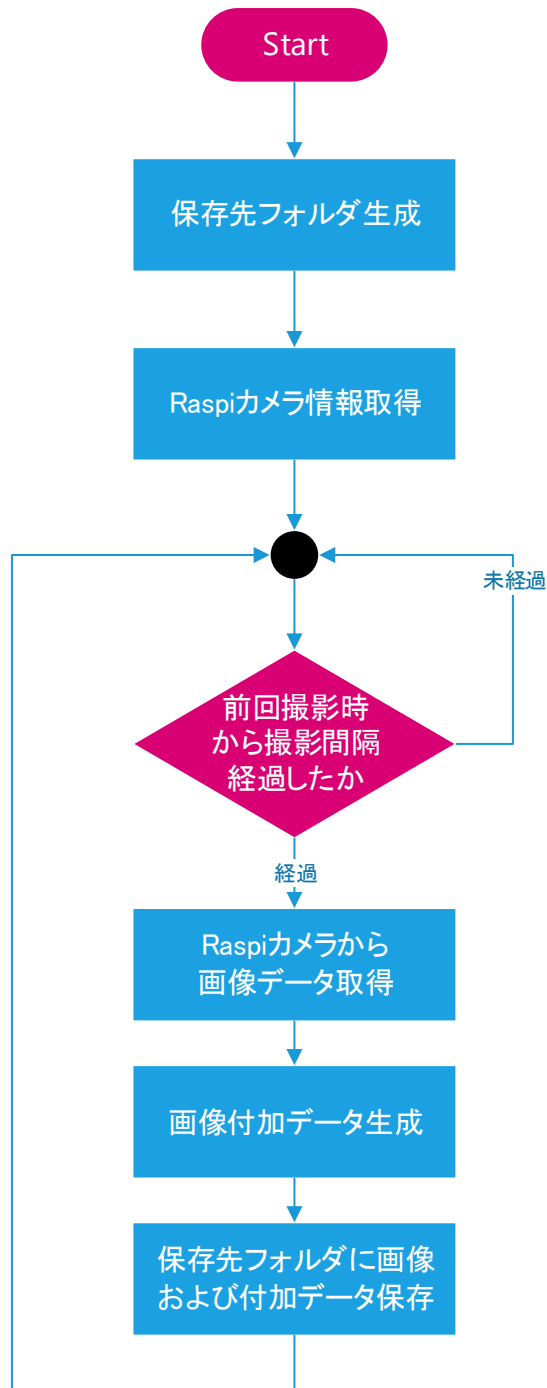 Start
保存先フォルダ生成
Raspiカメラ情報取得
未経過
前回撮影時
から撮影間隔
経過したか
経過
Raspiカメラから
画像データ取得
画像付加データ生成
保存先フォルダに画像
および付加データ保存